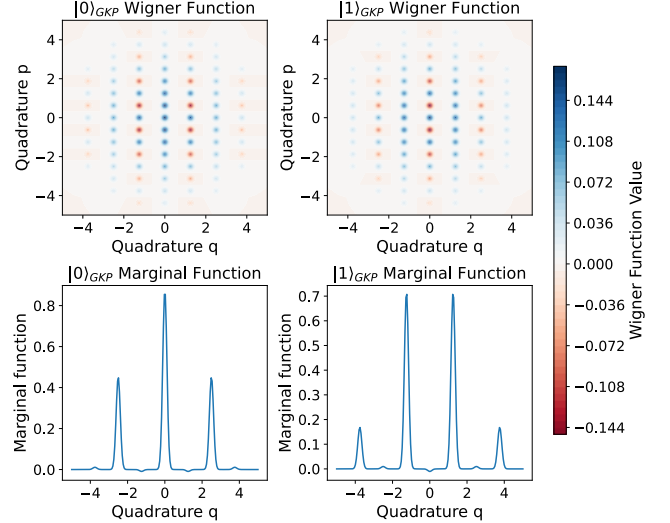 |0⟩GKP Wigner Function
|1⟩GKP Wigner Function
4
2
0
−2
−4
Quadrature p
−4 −2 0 2 4
Quadrature q
4
2
0
−2
−4
Quadrature p
−4 −2 0 2 4
Quadrature q
|0⟩GKP Marginal Function
|1⟩GKP Marginal Function
0.8
0.6
0.4
0.2
0.0
Marginal function
−4 −2 0 2 4
Quadrature q
0.7
0.6
0.5
0.4
0.3
0.2
0.1
0.0
Marginal function
−4 −2 0 2 4
Quadrature q
0.144
0.108
0.072
0.036
0.000
−0.036
−0.072
−0.108
−0.144
Wigner Function Value